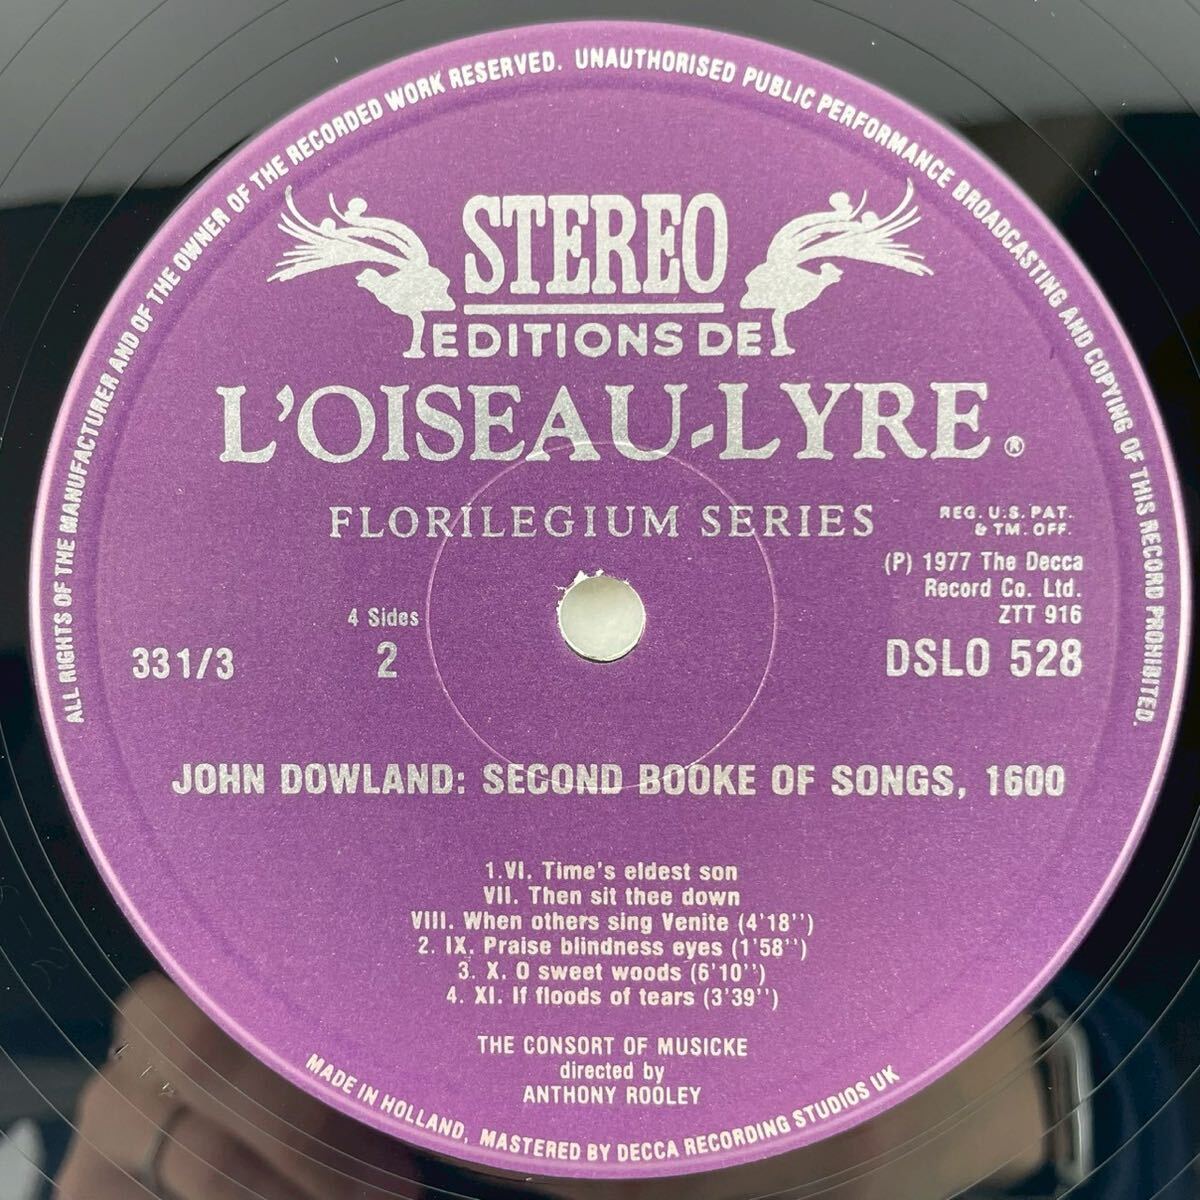 ALL RIGHTS OF THE MANUFACTURER AND OF THE OWNER OF THE RECORDED WORK RESERVED. UNAUTHORISED PUBLIC PERFORMANCE BROADCASTING AND COPYING OF THIS RECORD PROHIBITED.
STEREO
EDITIONS DE
L'OISEAU-LYRE®
FLORILEGIUM SERIES
REG. U.S. PAT.
& TM. OFF.
(P) 1977 The Decca
Record Co. Ltd.
ZTT 916
4 Sides
33 1/3 2 DSLO 528
JOHN DOWLAND: SECOND BOOKE OF SONGS, 1600
1.VI. Time's eldest son
VII. Then sit thee down
VIII. When others sing Venite (4'18'')
2. IX. Praise blindness eyes (1'58'')
3. X. O sweet woods (6'10'')
4. XI. If floods of tears (3'39'')
THE CONSORT OF MUSICKE
directed by
ANTHONY ROOLEY
MADE IN HOLLAND, MASTERED BY DECCA RECORDING STUDIOS UK